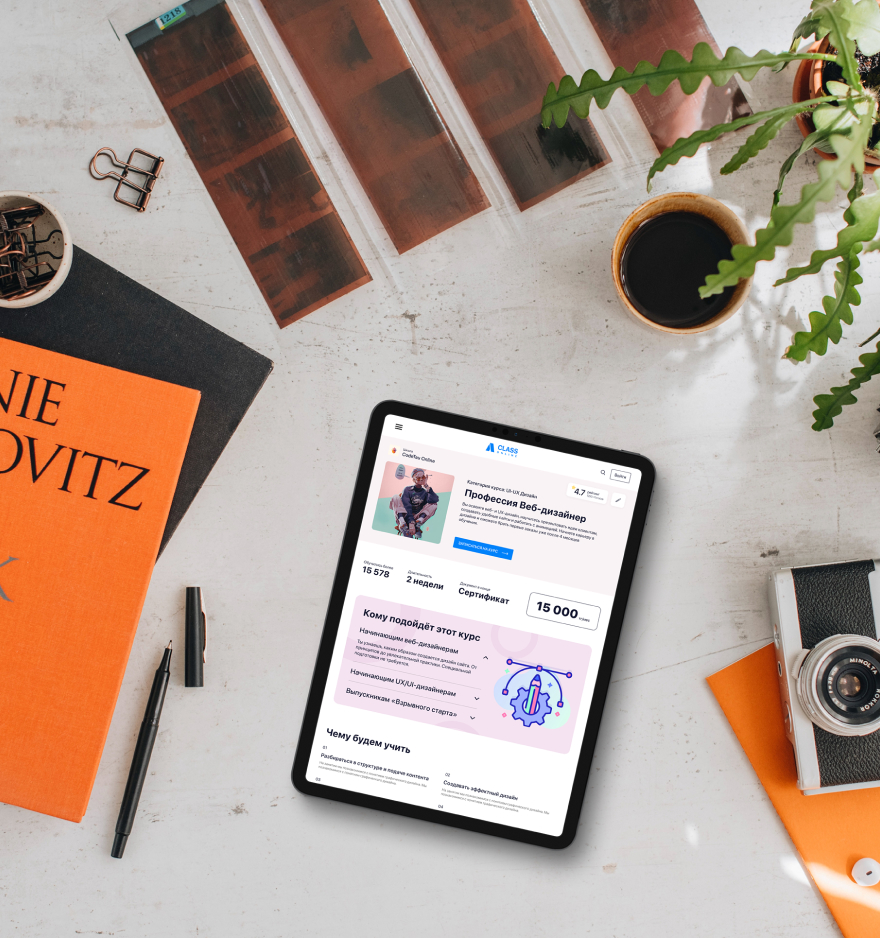 1218
NIE
OVITZ
K
CLASS
ONLINE
Войти
Школа
CodeTex Online
Категория курса: UI-UX Дизайн
4.7
Профессия Веб-дизайнер
ЗАПИСАТЬСЯ НА КУРС
Обучились более
15 578
Длительность
2 недели
Документ в конце
Сертификат
15 000
Кому подойдёт этот курс
Начинающим веб-дизайнерам
Ты узнаешь, каким образом создается дизайн сайта. От
принципов до увлекательной практики. Специальной
подготовки не требуется.
Начинающим UX/UI-дизайнерам
Выпускникам «Взрывного старта»
Чему будем учить
01
Разбираться в структуре и подаче контента
02
Создавать эффектный дизайн
03
04
MINOLTA
ROKKOR